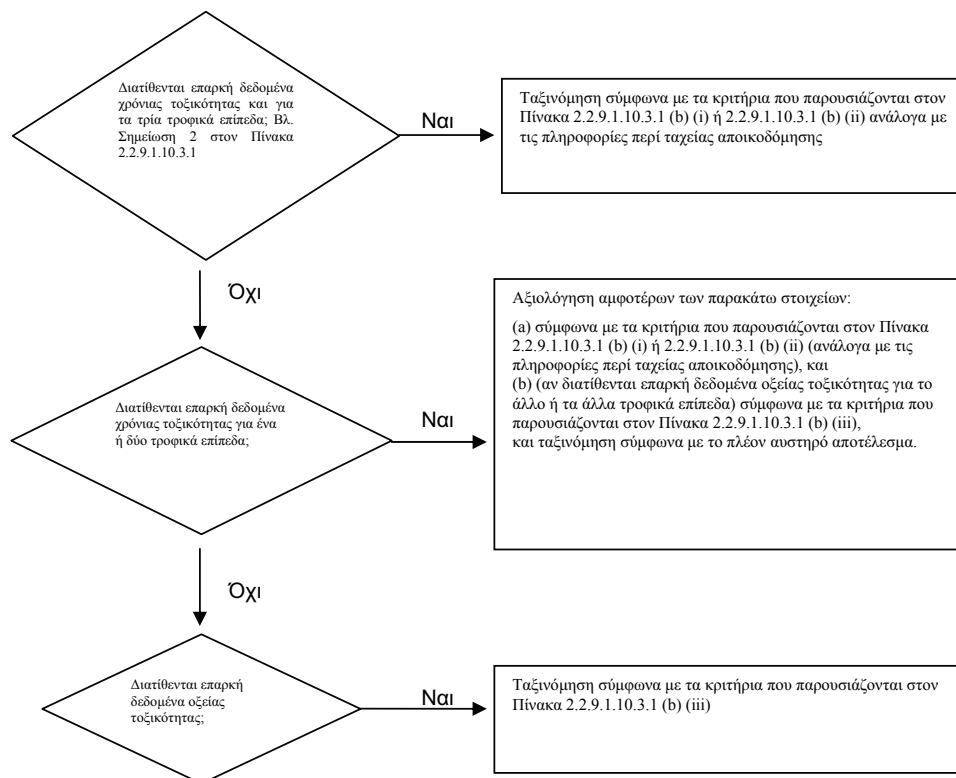 Διατίθενται επαρκή δεδομένα
χρόνιας τοξικότητας και για
τα τρία τροφικά επίπεδα; Βλ.
Σημείωση 2 στον Πίνακα
2.2.9.1.10.3.1
Ναι
Ταξινόμηση σύμφωνα με τα κριτήρια που παρουσιάζονται στον
Πίνακα 2.2.9.1.10.3.1 (b) (i) ή 2.2.9.1.10.3.1 (b) (ii) ανάλογα με
τις πληροφορίες περί ταχείας αποικοδόμησης
Όχι
Διατίθενται επαρκή δεδομένα
χρόνιας τοξικότητας για ένα
ή δύο τροφικά επίπεδα;
Ναι
Αξιολόγηση αμφοτέρων των παρακάτω στοιχείων:
(a) σύμφωνα με τα κριτήρια που παρουσιάζονται στον Πίνακα
2.2.9.1.10.3.1 (b) (i) ή 2.2.9.1.10.3.1 (b) (ii) (ανάλογα με τις
πληροφορίες περί ταχείας αποικοδόμησης), και
(b) (αν διατίθενται επαρκή δεδομένα οξείας τοξικότητας για το
άλλο ή τα άλλα τροφικά επίπεδα) σύμφωνα με τα κριτήρια που
παρουσιάζονται στον Πίνακα 2.2.9.1.10.3.1 (b) (iii),
και ταξινόμηση σύμφωνα με το πλέον αυστηρό αποτέλεσμα.
Όχι
Διατίθενται επαρκή
δεδομένα οξείας
τοξικότητας;
Ναι
Ταξινόμηση σύμφωνα με τα κριτήρια που παρουσιάζονται στον
Πίνακα 2.2.9.1.10.3.1 (b) (iii)